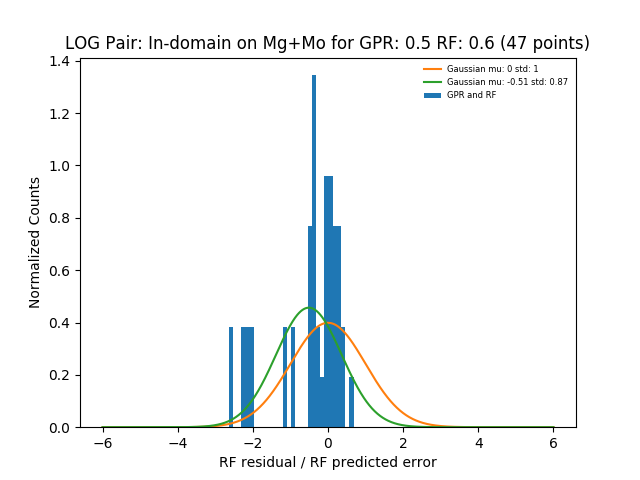 LOG Pair: In-domain on Mg+Mo for GPR: 0.5 RF: 0.6 (47 points)
Gaussian mu: 0 std: 1
Gaussian mu: -0.51 std: 0.87
GPR and RF
Normalized Counts
1.4
1.2
1.0
0.8
0.6
0.4
0.2
0.0
−6
−4
−2
0
2
4
6
RF residual / RF predicted error